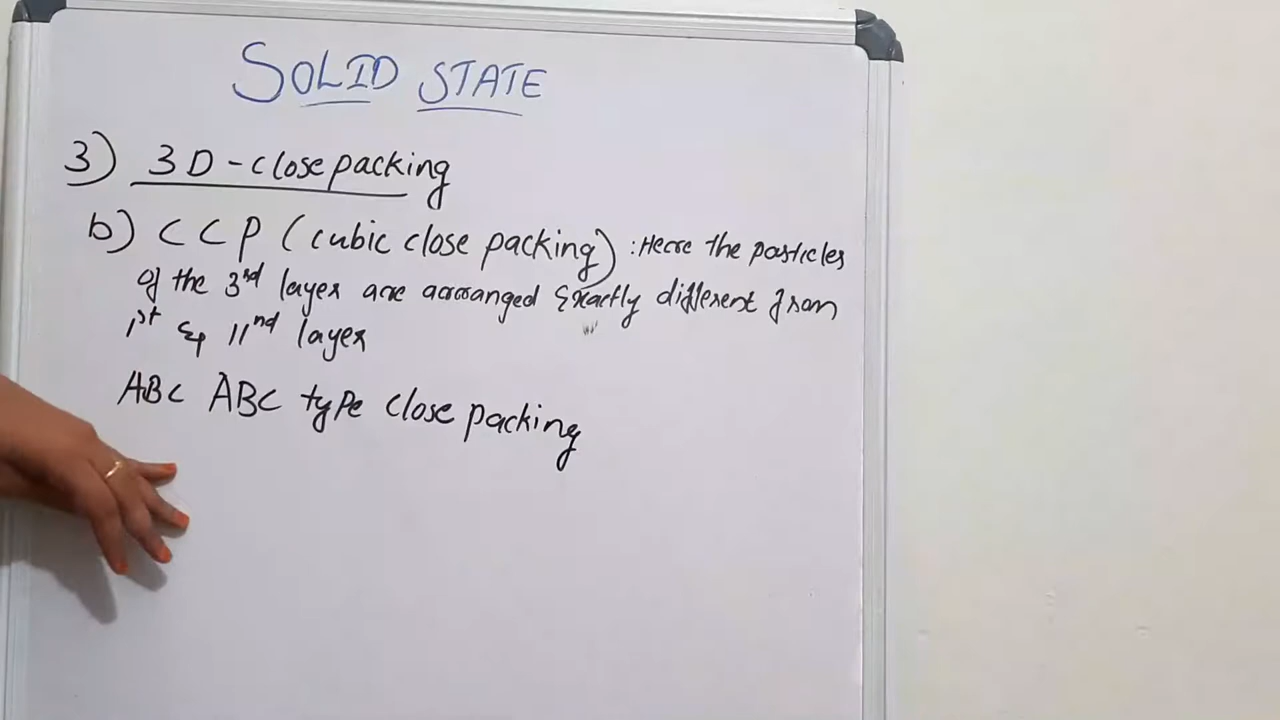 SOLID STATE
3) 3D-close packing
b) CCP (cubic close packing) : Here the particles
of the 3rd layer are arranged Exactly different from
1st & IInd layer
ABC ABC type close packing